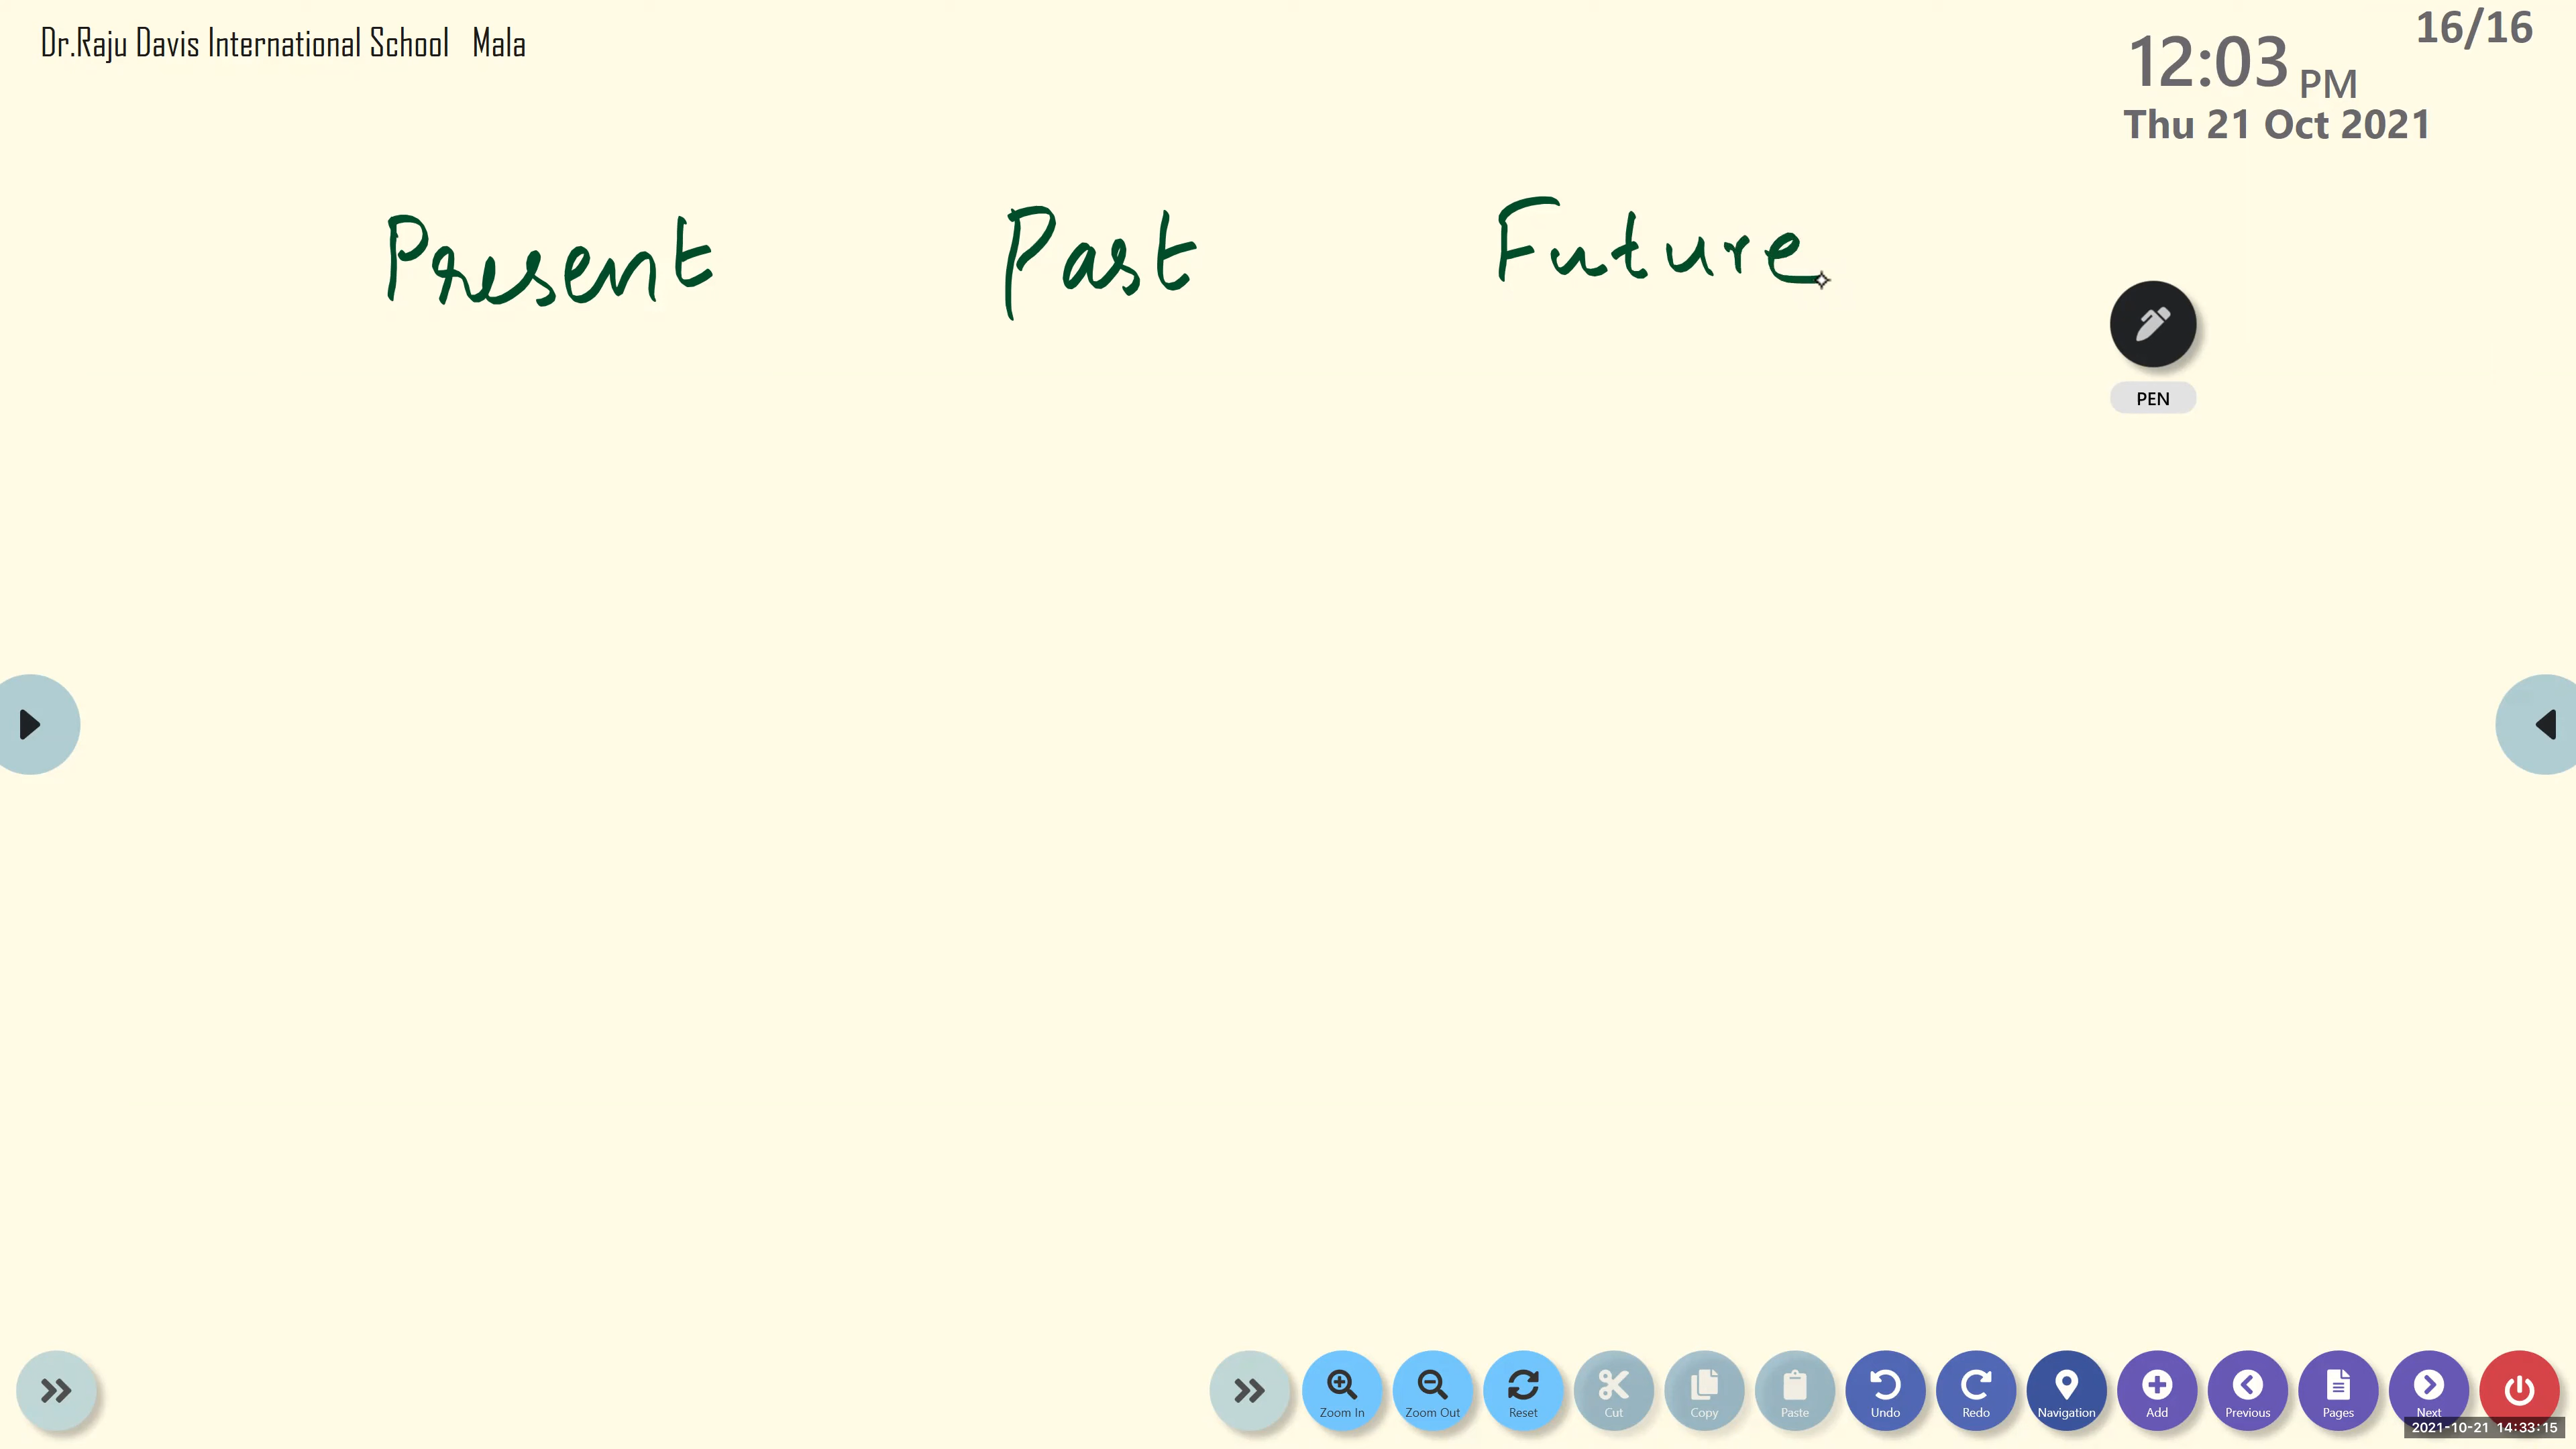 Dr.Raju Davis International School Mala
16/16
12:03 PM
Thu 21 Oct 2021
Present Past Future
PEN
Zoom In Zoom Out Reset Cut Copy Paste Undo Redo Navigation Add Previous Pages Next
2021-10-21 14:33:15